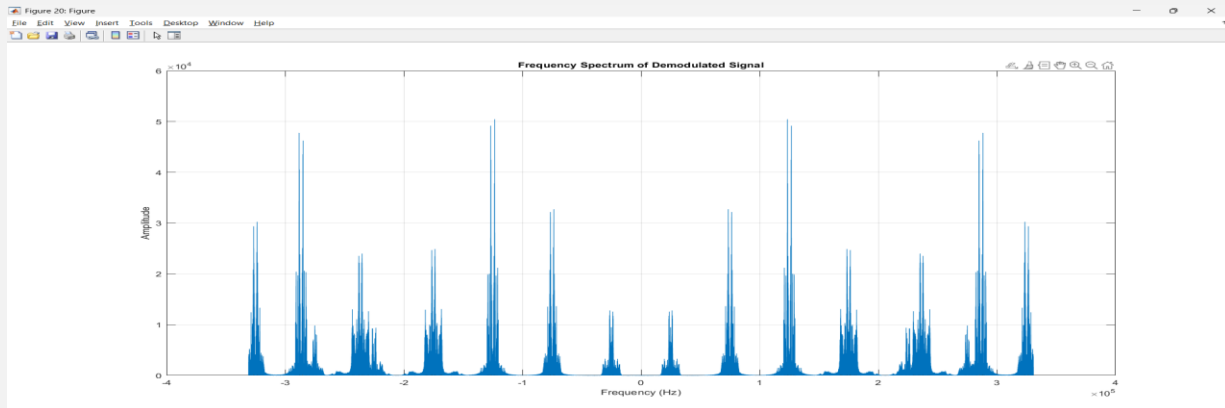 Figure 20: Figure
File Edit View Insert Tools Desktop Window Help
Frequency Spectrum of Demodulated Signal
×10⁴
6
5
4
3
2
1
0
Amplitude
-4 -3 -2 -1 0 1 2 3 4
Frequency (Hz)
×10⁵